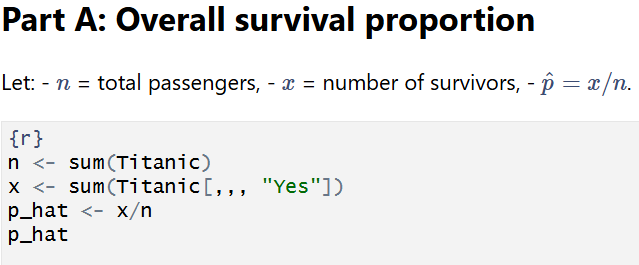 Part A: Overall survival proportion
Let: - n = total passengers, - x = number of survivors, - p̂ = x/n.
{r}
n <- sum(Titanic)
x <- sum(Titanic[,,, "Yes"])
p_hat <- x/n
p_hat